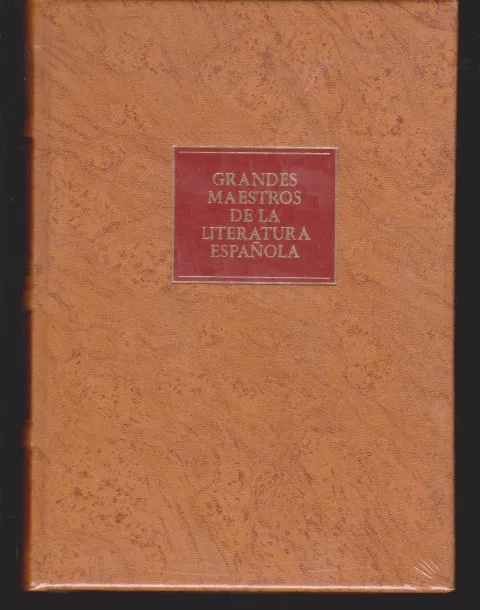 GRANDES
MAESTROS
DE LA
LITERATURA
ESPAÑOLA